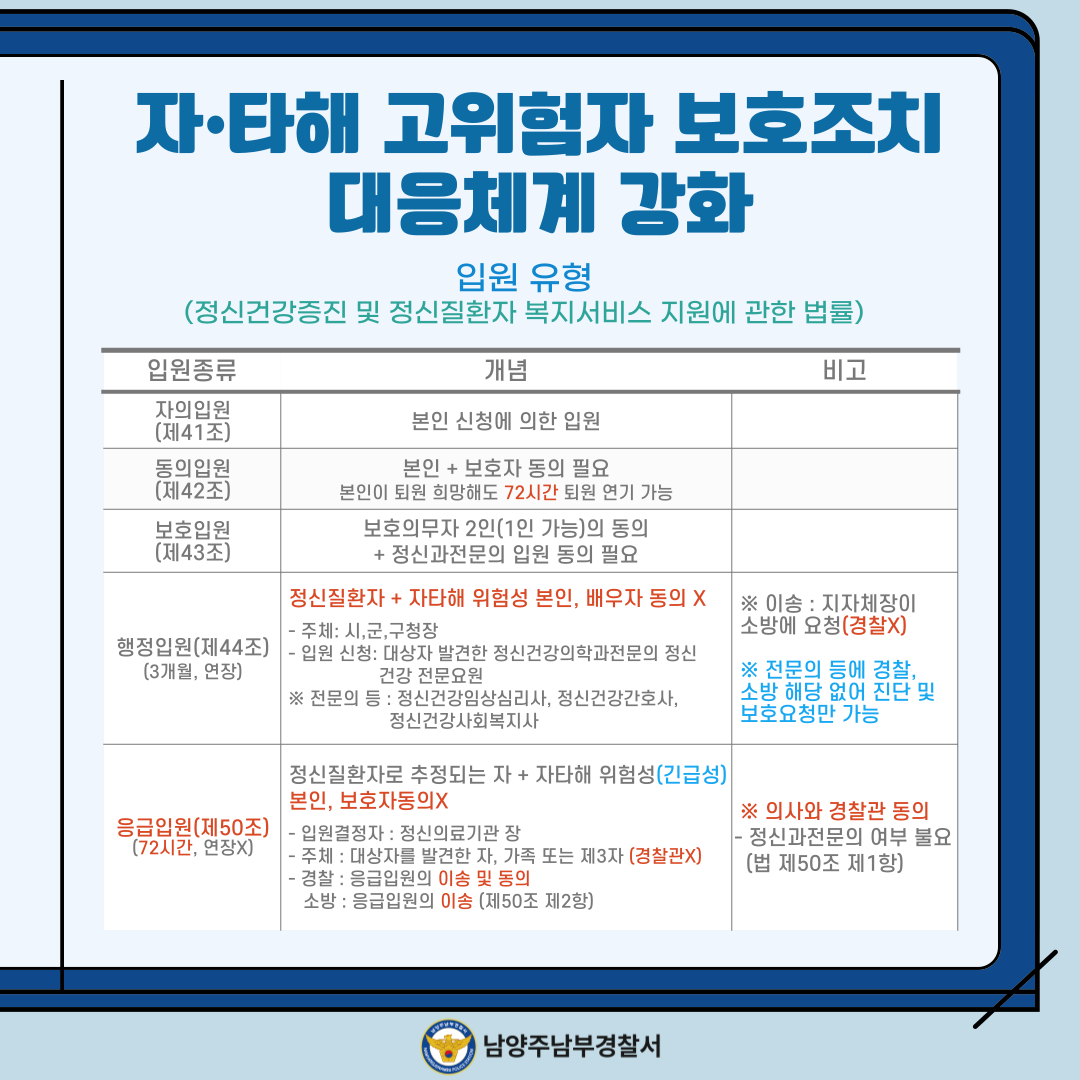 자·타해 고위험자 보호조치
대응체계 강화
입원 유형
(정신건강증진 및 정신질환자 복지서비스 지원에 관한 법률)
입원종류 개념 비고
자의입원
(제41조)
본인 신청에 의한 입원
동의입원
(제42조)
본인 + 보호자 동의 필요
본인이 퇴원 희망해도 72시간 퇴원 연기 가능
보호입원
(제43조)
보호의무자 2인(1인 가능)의 동의
+ 정신과전문의 입원 동의 필요
행정입원(제44조)
(3개월, 연장)
정신질환자 + 자타해 위험성 본인, 배우자 동의 X
- 주체: 시,군,구청장
- 입원 신청: 대상자 발견한 정신건강의학과전문의 정신
건강 전문요원
※ 전문의 등 : 정신건강임상심리사, 정신건강간호사,
정신건강사회복지사
※ 이송 : 지자체장이
소방에 요청(경찰X)
※ 전문의 등에 경찰,
소방 해당 없어 진단 및
보호요청만 가능
응급입원(제50조)
(72시간, 연장X)
정신질환자로 추정되는 자 + 자타해 위험성(긴급성)
본인, 보호자동의X
- 입원결정자 : 정신의료기관 장
- 주체 : 대상자를 발견한 자, 가족 또는 제3자 (경찰관X)
- 경찰 : 응급입원의 이송 및 동의
소방 : 응급입원의 이송 (제50조 제2항)
※ 의사와 경찰관 동의
- 정신과전문의 여부 불요
(법 제50조 제1항)
남양주남부경찰서